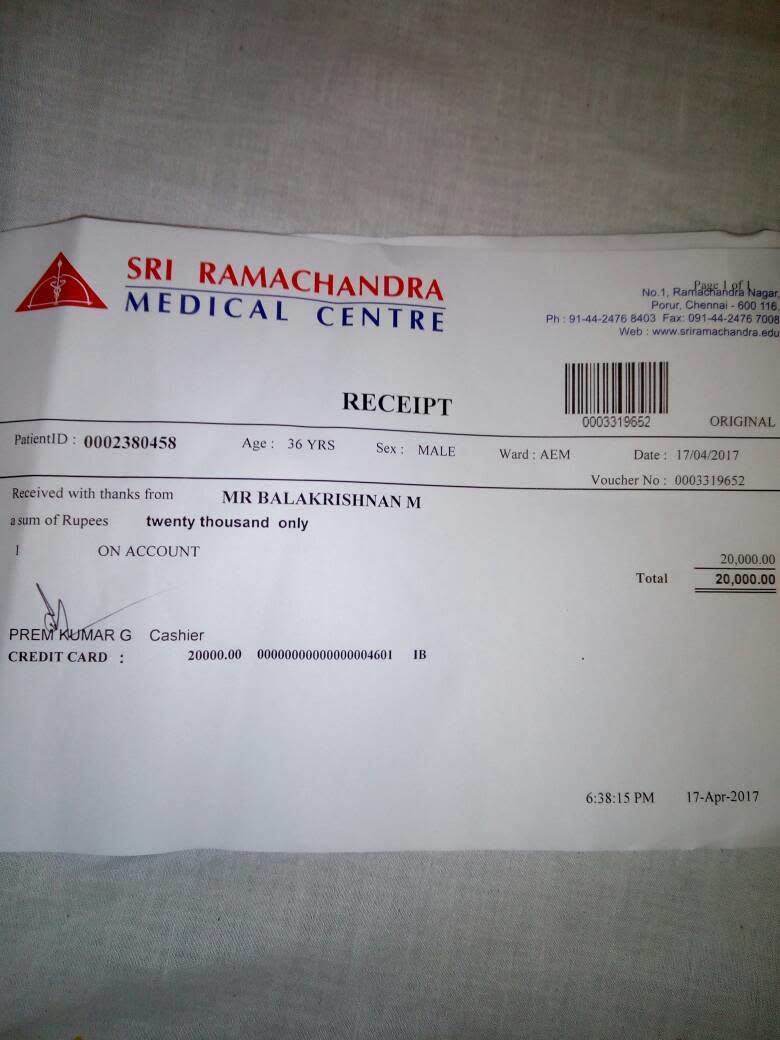 SRI RAMACHANDRA
MEDICAL CENTRE
Page 1 of 1
No.1, Ramachandra Nagar,
Porur, Chennai - 600 116.
Ph : 91-44-2476 8403 Fax: 091-44-2476 7008
Web : www.sriramachandra.edu
RECEIPT
0003319652
ORIGINAL
PatientID : 0002380458 Age : 36 YRS Sex : MALE Ward : AEM Date : 17/04/2017
Voucher No : 0003319652
Received with thanks from MR BALAKRISHNAN M
a sum of Rupees twenty thousand only
1 ON ACCOUNT 20,000.00
Total 20,000.00
PREM KUMAR G Cashier
CREDIT CARD : 20000.00 00000000000000004601 IB
6:38:15 PM 17-Apr-2017